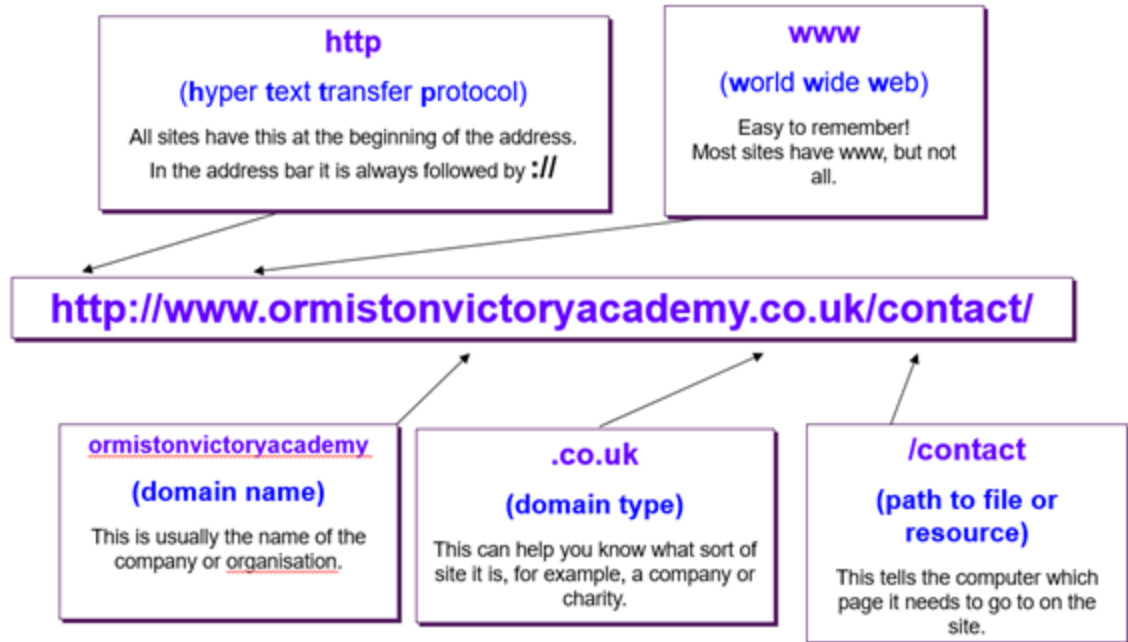 http
(hyper text transfer protocol)
All sites have this at the beginning of the address.
In the address bar it is always followed by ://
www
(world wide web)
Easy to remember!
Most sites have www, but not
all.
http://www.ormistonvictoryacademy.co.uk/contact/
ormistonvictoryacademy
(domain name)
This is usually the name of the
company or organisation.
.co.uk
(domain type)
This can help you know what sort of
site it is, for example, a company or
charity.
/contact
(path to file or
resource)
This tells the computer which
page it needs to go to on the
site.